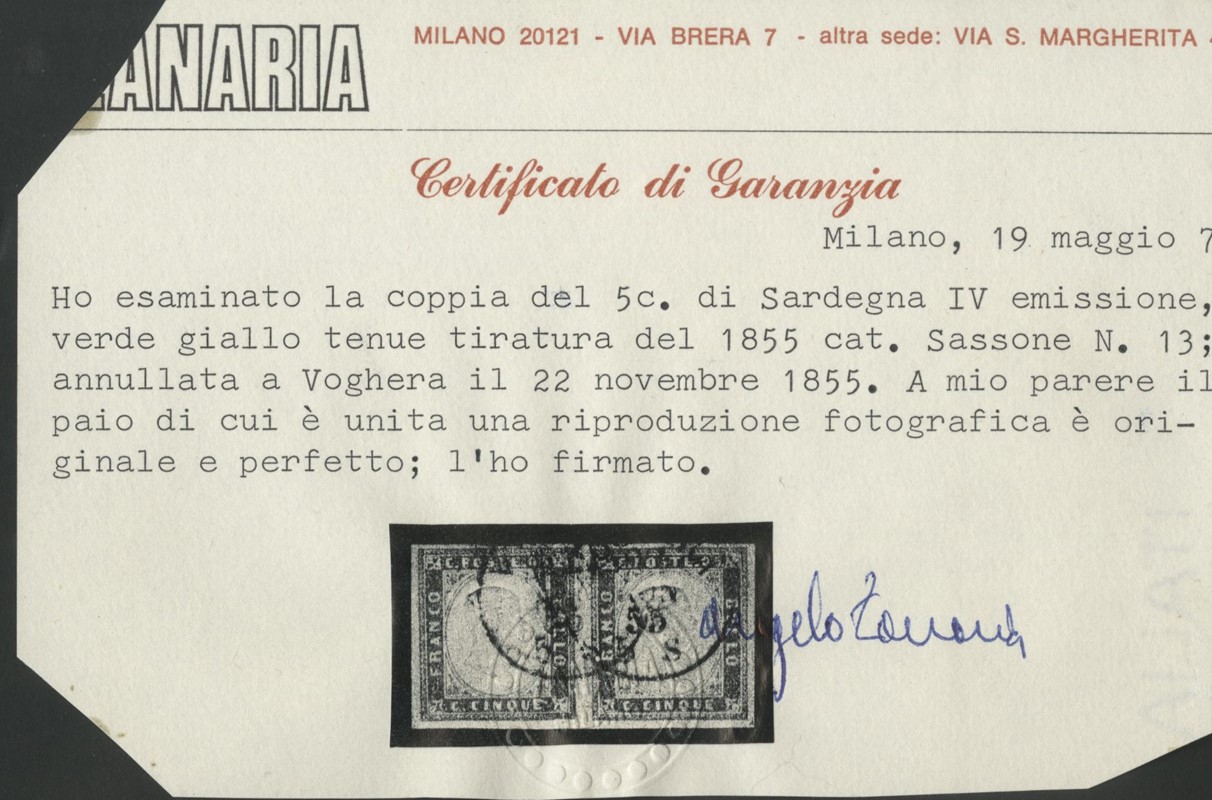 ANARIA
MILANO 20121 - VIA BRERA 7 - altra sede: VIA S. MARGHERITA
Certificato di Garanzia
Milano, 19 maggio 7
Ho esaminato la coppia del 5c. di Sardegna IV emissione,
verde giallo tenue tiratura del 1855 cat. Sassone N. 13;
annullata a Voghera il 22 novembre 1855. A mio parere il
paio di cui è unita una riproduzione fotografica è ori-
ginale e perfetto; l'ho firmato.
FRANCO
C. CINQUE
FRANCO
BOLLO
C. CINQUE
55
S